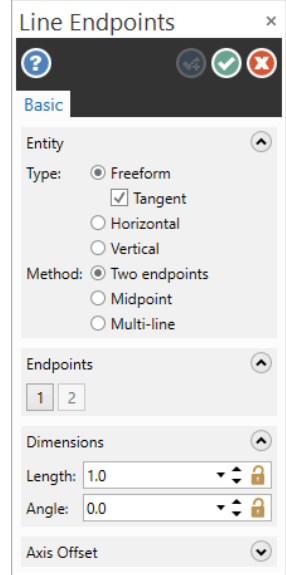 Line Endpoints ×
?
Basic
Entity
Type: Freeform
Tangent
Horizontal
Vertical
Method: Two endpoints
Midpoint
Multi-line
Endpoints
1 2
Dimensions
Length: 1.0
Angle: 0.0
Axis Offset